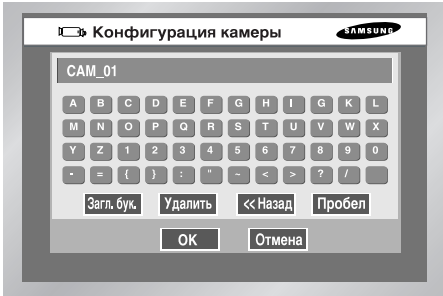 Конфигурация камеры SAMSUNG
CAM_01
A B C D E F G H I G K L
M N O P Q R S T U V W X
Y Z 1 2 3 4 5 6 7 8 9 0
- = { } : " ~ < > ? /
Загл. бук. Удалить <<Назад Пробел
OK Отмена